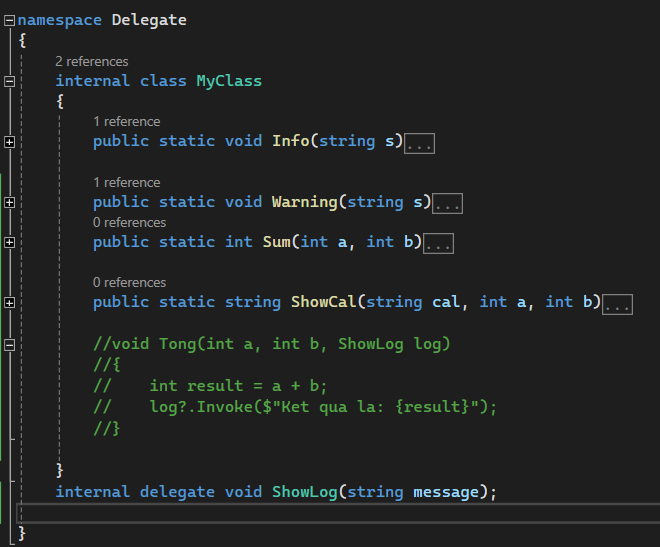 namespace Delegate
{
2 references
internal class MyClass
{
1 reference
public static void Info(string s)...
1 reference
public static void Warning(string s)...
0 references
public static int Sum(int a, int b)...
0 references
public static string ShowCal(string cal, int a, int b)...
//void Tong(int a, int b, ShowLog log)
//{
//    int result = a + b;
//    log?.Invoke($"Ket qua la: {result}");
//}
}
internal delegate void ShowLog(string message);
}